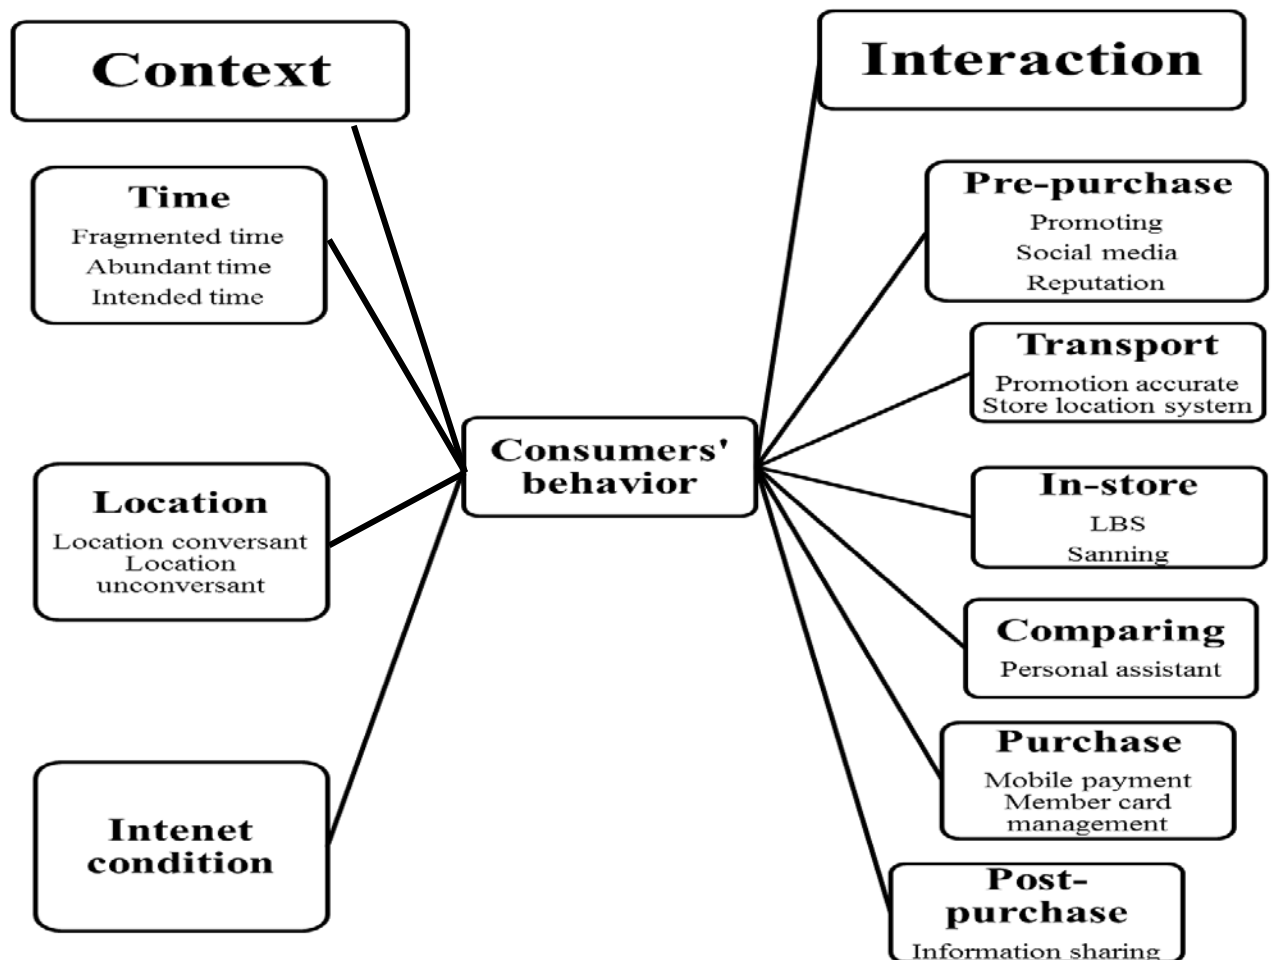 Context
Time
Fragmented time
Abundant time
Intended time
Location
Location conversant
Location
unconversant
Intenet
condition
Consumers'
behavior
Interaction
Pre-purchase
Promoting
Social media
Reputation
Transport
Promotion accurate
Store location system
In-store
LBS
Sanning
Comparing
Personal assistant
Purchase
Mobile payment
Member card
management
Post-
purchase
Information sharing